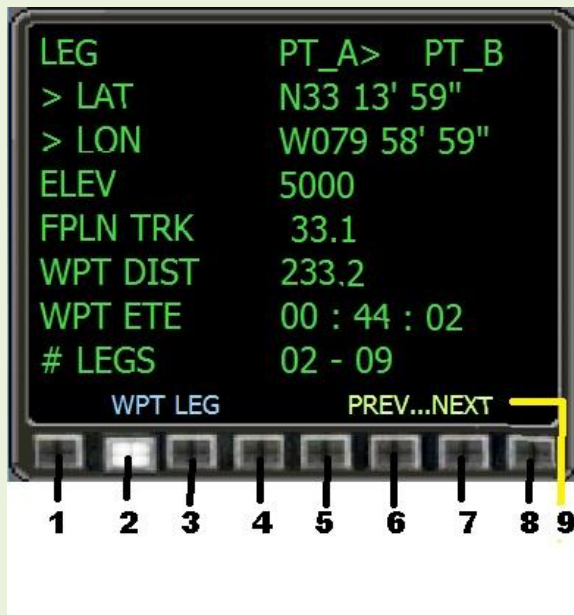 LEG PT_A> PT_B
> LAT N33 13' 59"
> LON W079 58' 59"
ELEV 5000
FPLN TRK 33.1
WPT DIST 233.2
WPT ETE 00 : 44 : 02
# LEGS 02 - 09
WPT LEG PREV...NEXT
1 2 3 4 5 6 7 8 9